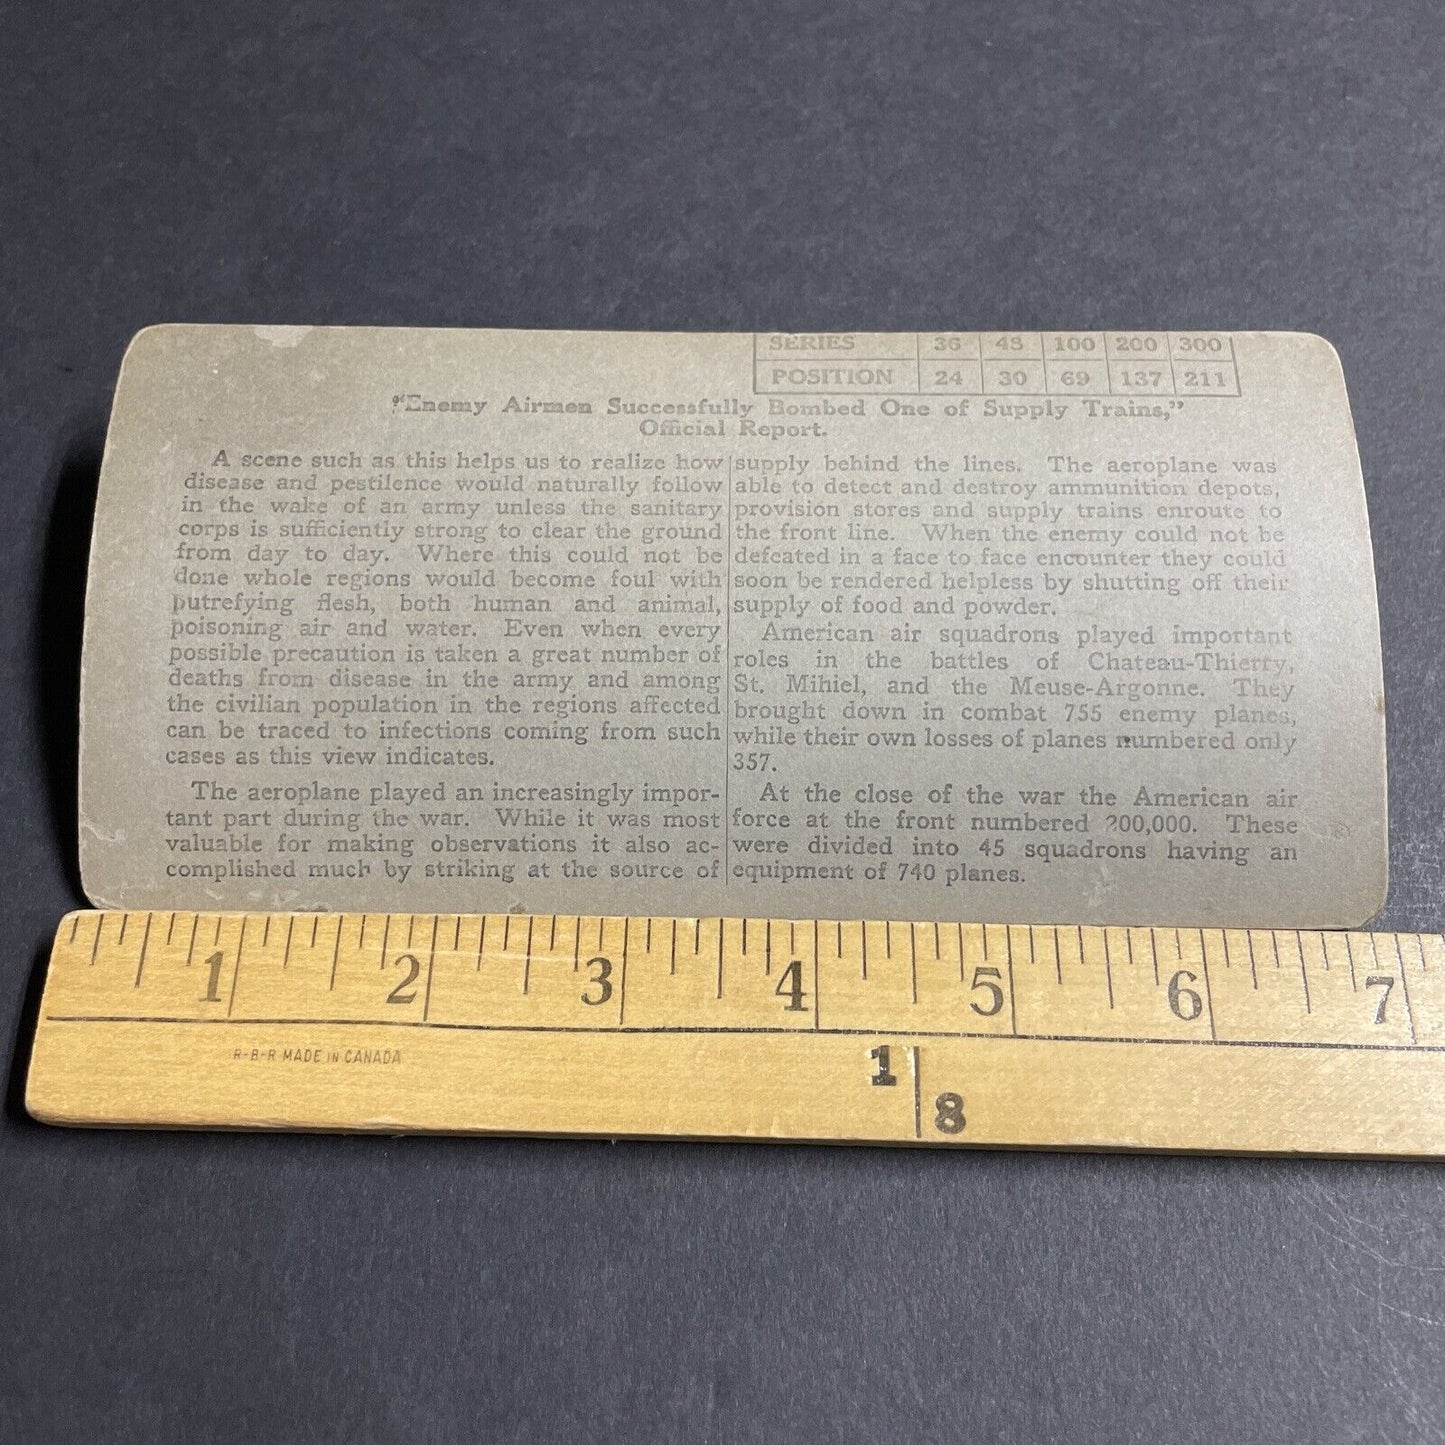 SERIES 36 48 100 200 300
POSITION 24 30 69 137 211
"Enemy Airmen Successfully Bombed One of Supply Trains,"
Official Report.
A scene such as this helps us to realize how
disease and pestilence would naturally follow
in the wake of an army unless the sanitary
corps is sufficiently strong to clear the ground
from day to day. Where this could not be
done whole regions would become foul with
putrefying flesh, both human and animal,
poisoning air and water. Even when every
possible precaution is taken a great number of
deaths from disease in the army and among
the civilian population in the regions affected
can be traced to infections coming from such
cases as this view indicates.
The aeroplane played an increasingly impor-
tant part during the war. While it was most
valuable for making observations it also ac-
complished much by striking at the source of
supply behind the lines. The aeroplane was
able to detect and destroy ammunition depots,
provision stores and supply trains enroute to
the front line. When the enemy could not be
defeated in a face to face encounter they could
soon be rendered helpless by shutting off their
supply of food and powder.
American air squadrons played important
roles in the battles of Chateau-Thierry,
St. Mihiel, and the Meuse-Argonne. They
brought down in combat 755 enemy planes,
while their own losses of planes numbered only
357.
At the close of the war the American air
force at the front numbered 200,000. These
were divided into 45 squadrons having an
equipment of 740 planes.
1 2 3 4 5 6 7
R-B-R MADE IN CANADA
1
8